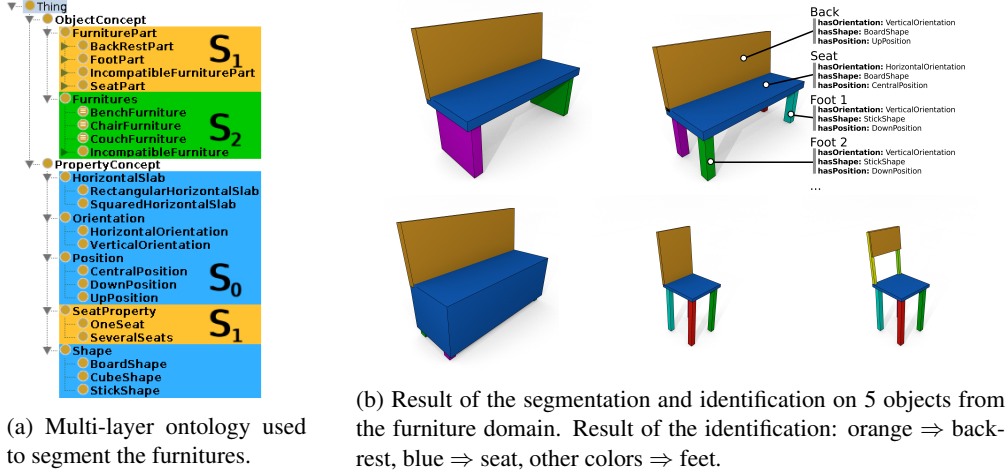 Thing
ObjectConcept
FurniturePart
BackRestPart
FootPart
IncompatibleFurniturePart
SeatPart
S1
Furnitures
BenchFurniture
ChairFurniture
CouchFurniture
IncompatibleFurniture
S2
PropertyConcept
HorizontalSlab
RectangularHorizontalSlab
SquaredHorizontalSlab
Orientation
HorizontalOrientation
VerticalOrientation
Position
CentralPosition
DownPosition
UpPosition
S0
SeatProperty
OneSeat
SeveralSeats
S1
Shape
BoardShape
CubeShape
StickShape
(a) Multi-layer ontology used
to segment the furnitures.
Back
hasOrientation: VerticalOrientation
hasShape: BoardShape
hasPosition: UpPosition
Seat
hasOrientation: HorizontalOrientation
hasShape: BoardShape
hasPosition: CentralPosition
Foot 1
hasOrientation: VerticalOrientation
hasShape: StickShape
hasPosition: DownPosition
Foot 2
hasOrientation: VerticalOrientation
hasShape: StickShape
hasPosition: DownPosition
...
(b) Result of the segmentation and identification on 5 objects from
the furniture domain. Result of the identification: orange ⇒ back-
rest, blue ⇒ seat, other colors ⇒ feet.